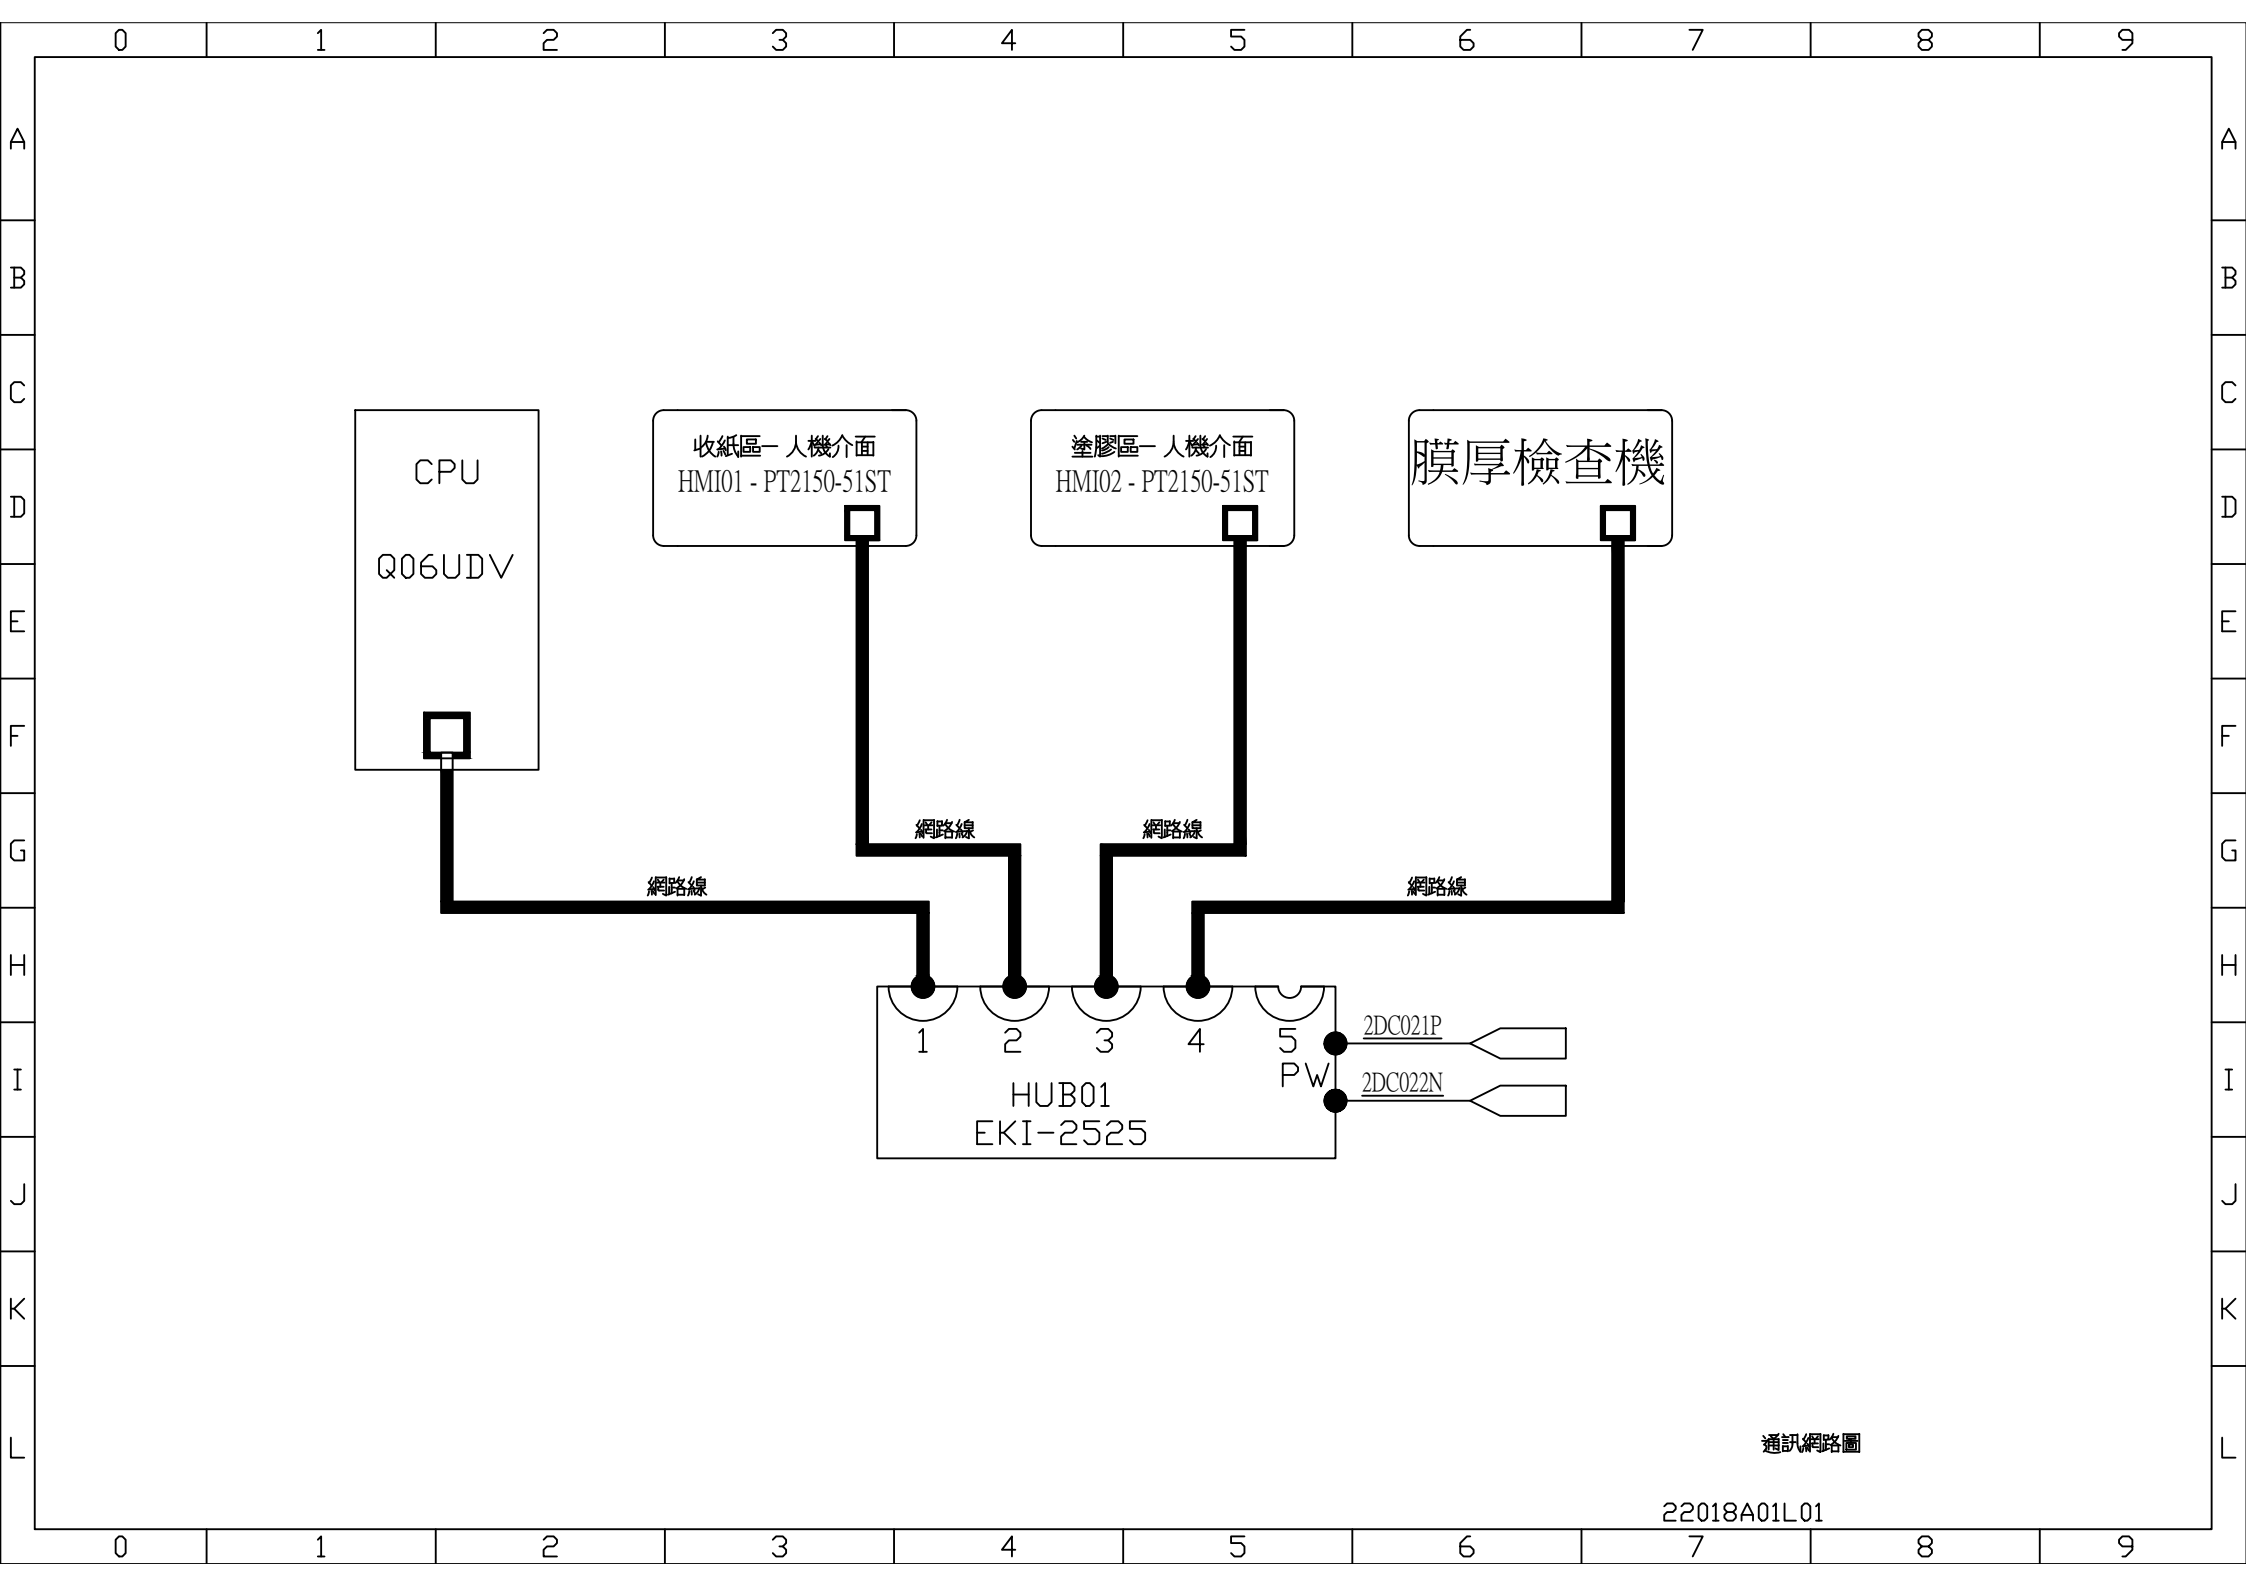 0 1 2 3 4 5 6 7 8 9
A A
B B
C C
收紙區一 人機介面
HMI01 - PT2150-51ST
塗膠區一 人機介面
HMI02 - PT2150-51ST
膜厚檢查機
CPU
Q06UDV
D D
E E
F F
網路線 網路線
G G
網路線 網路線
H H
1 2 3 4 5
2DC021P
PW
2DC022N
I I
HUB01
EKI-2525
J J
K K
通訊網路圖
L L
22018A01L01
0 1 2 3 4 5 6 7 8 9